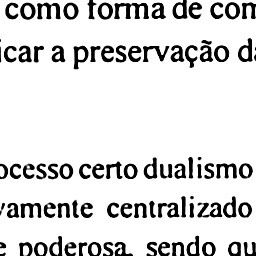 como forma de com
icar a preservação da
ocesso certo dualismo
vamente centralizado
e poderosa, sendo qu